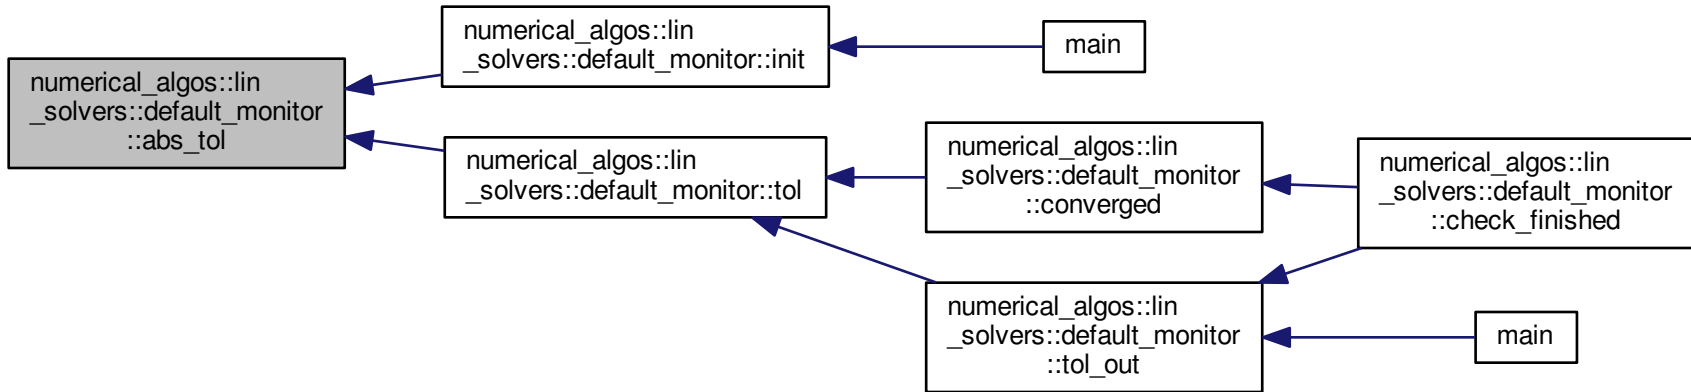 numerical_algos::lin
_solvers::default_monitor
::abs_tol
numerical_algos::lin
_solvers::default_monitor::init
main
numerical_algos::lin
_solvers::default_monitor::tol
numerical_algos::lin
_solvers::default_monitor
::converged
numerical_algos::lin
_solvers::default_monitor
::check_finished
numerical_algos::lin
_solvers::default_monitor
::tol_out
main